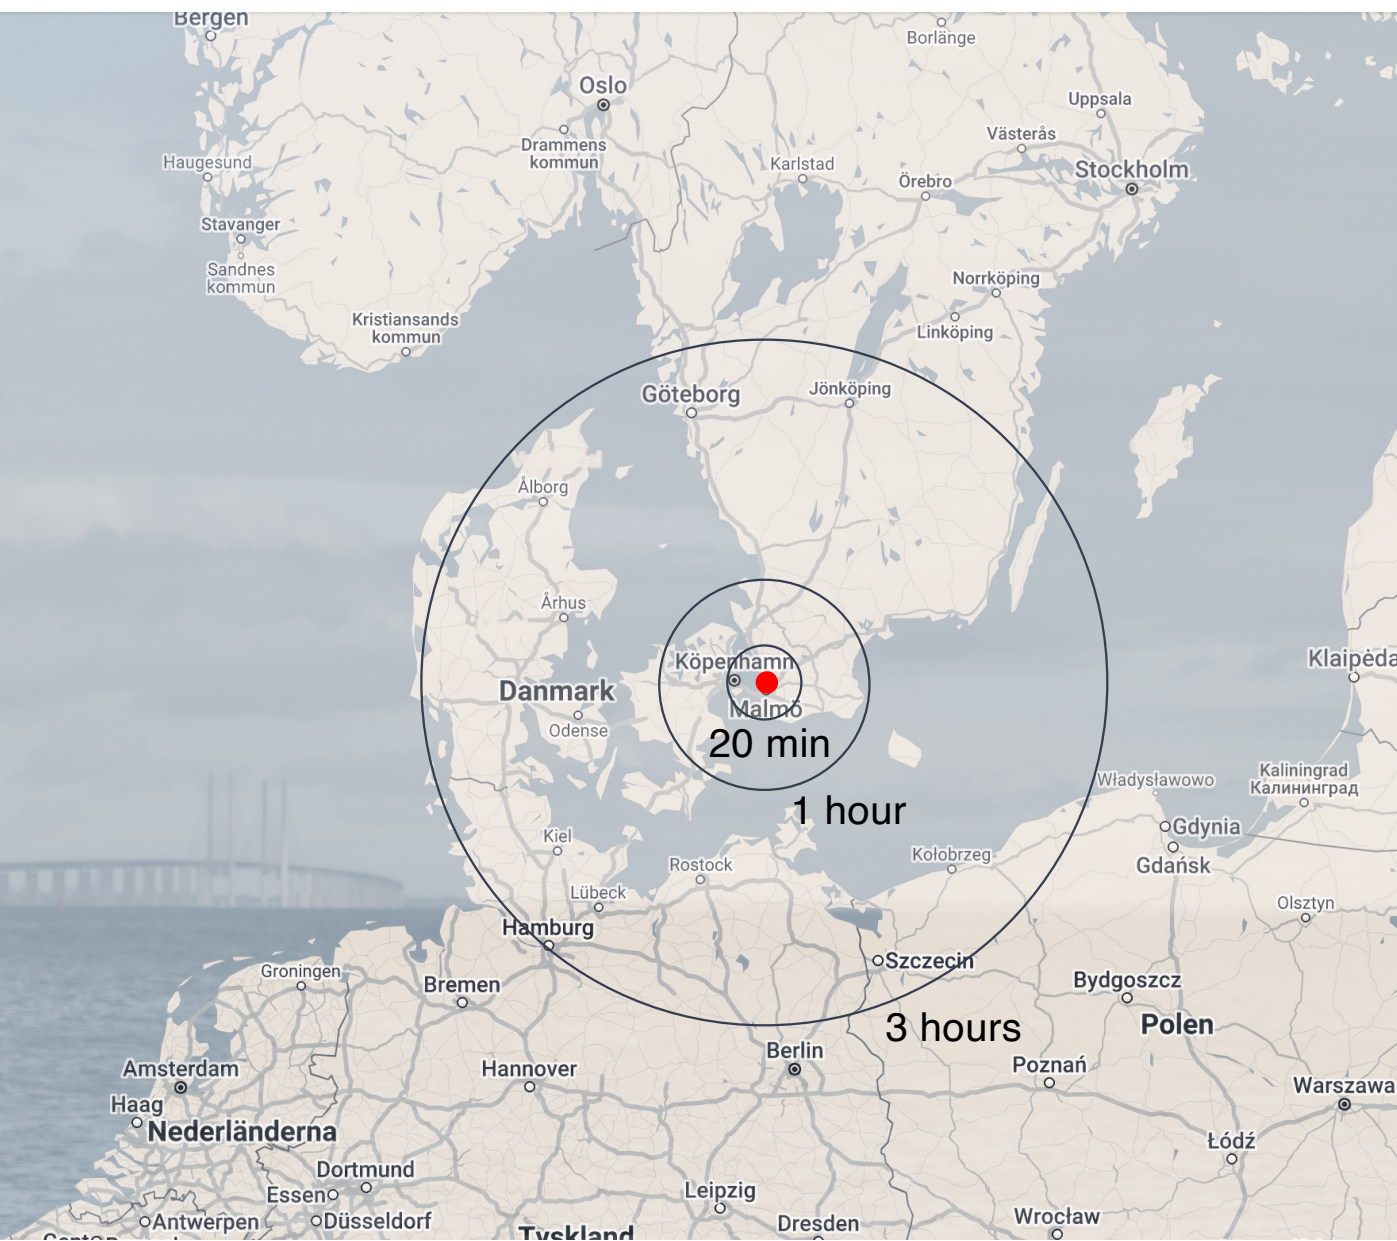 Bergen
Borlänge
Oslo
Uppsala
Drammens
kommun
Västerås
Haugesund
Karlstad
Stockholm
Örebro
Stavanger
Sandnes
kommun
Norrköping
Kristiansands
kommun
Linköping
Göteborg
Jönköping
Ålborg
Århus
Köpenhamn
Klaipėda
Danmark
Malmö
Odense
20 min
Władysławowo
Kaliningrad
Калининград
1 hour
Gdynia
Kiel
Rostock
Kołobrzeg
Gdańsk
Lübeck
Olsztyn
Hamburg
Szczecin
Groningen
Bremen
Bydgoszcz
3 hours
Polen
Berlin
Amsterdam
Hannover
Poznań
Warszawa
Haag
Nederländerna
Łódź
Dortmund
Essen
Leipzig
Antwerpen
Düsseldorf
Dresden
Wrocław
Tyskland